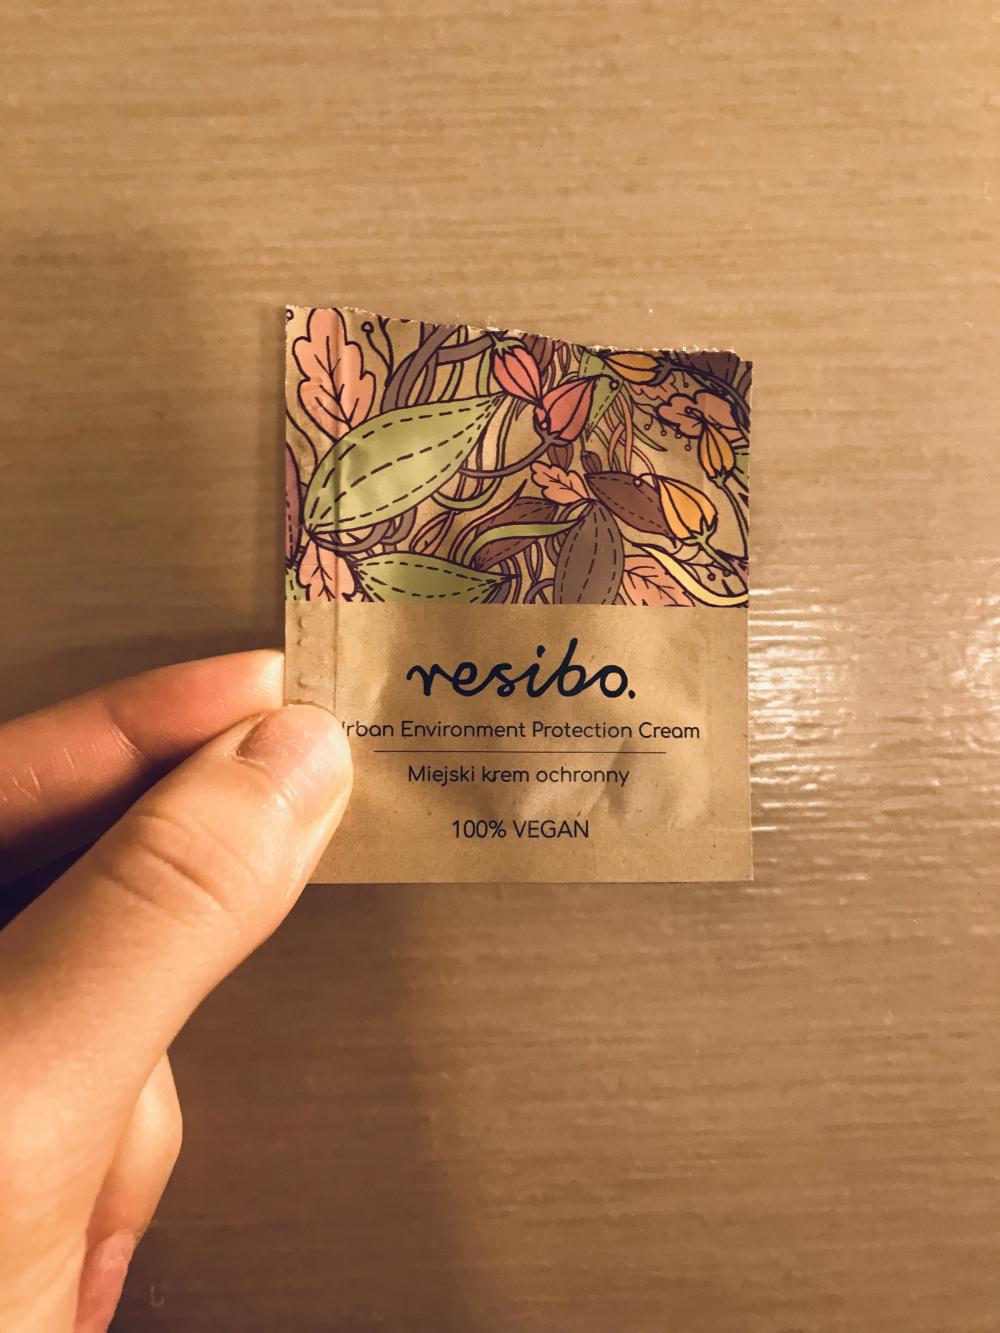 resibo.
rban Environment Protection Cream
Miejski krem ochronny
100% VEGAN